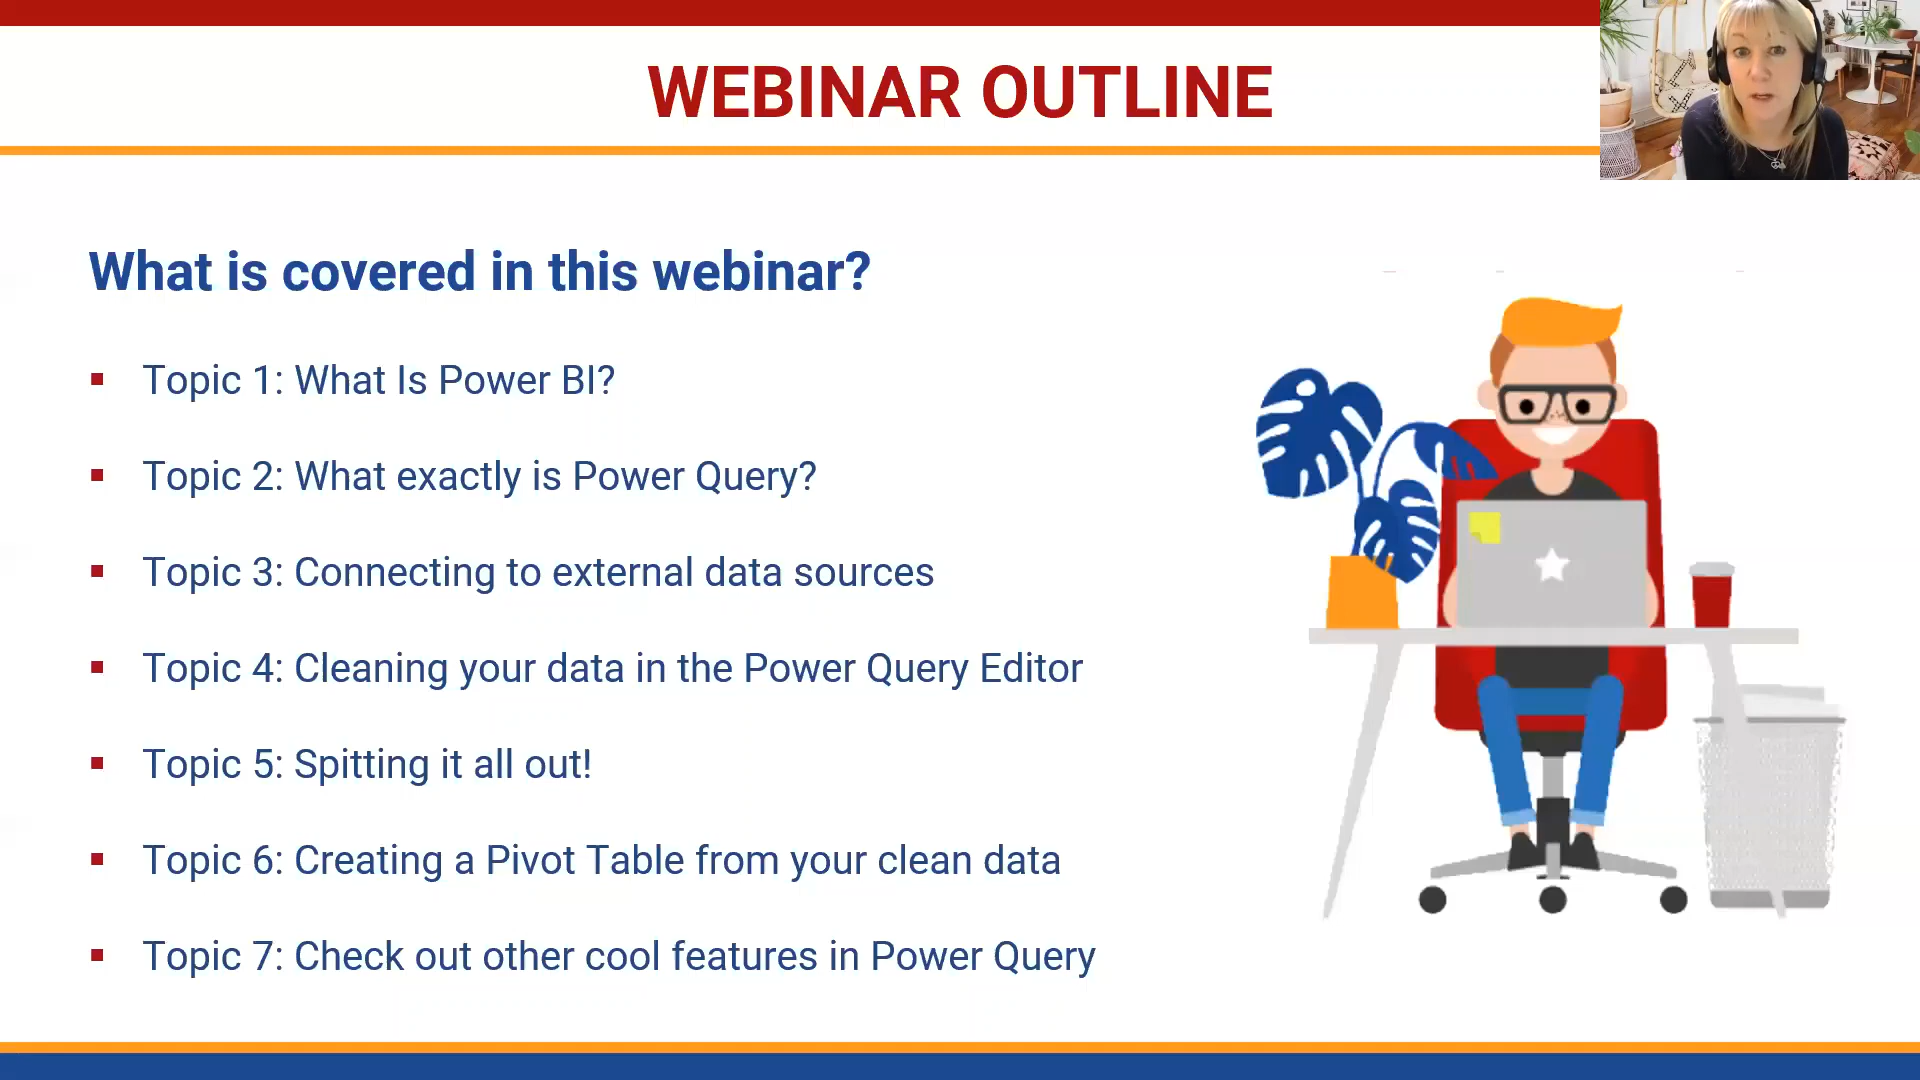 WEBINAR OUTLINE
What is covered in this webinar?
▪ Topic 1: What Is Power BI?
▪ Topic 2: What exactly is Power Query?
▪ Topic 3: Connecting to external data sources
▪ Topic 4: Cleaning your data in the Power Query Editor
▪ Topic 5: Spitting it all out!
▪ Topic 6: Creating a Pivot Table from your clean data
▪ Topic 7: Check out other cool features in Power Query